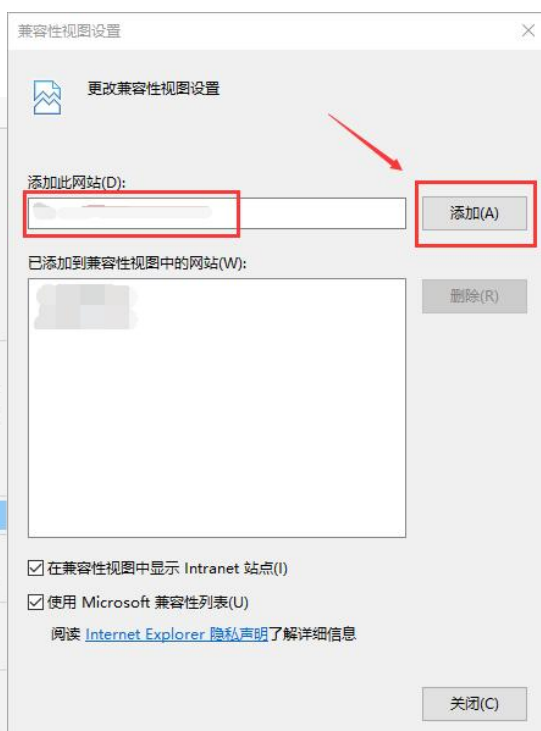 兼容性视图设置
更改兼容性视图设置
添加此网站(D):
添加(A)
已添加到兼容性视图中的网站(W):
删除(R)
在兼容性视图中显示 Intranet 站点(I)
使用 Microsoft 兼容性列表(U)
阅读 Internet Explorer 隐私声明了解详细信息
关闭(C)